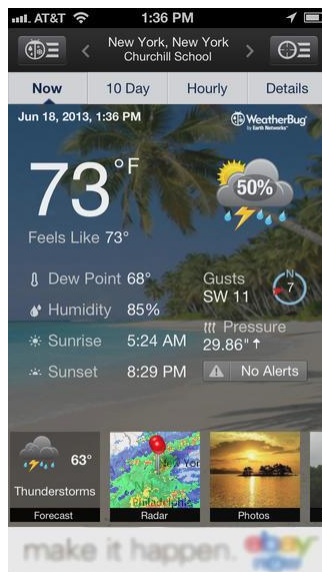 AT&T 1:36 PM
New York, New York
Churchill School
Now 10 Day Hourly Details
Jun 18, 2013, 1:36 PM
WeatherBug
by Earth Networks
73°F
50%
Feels Like 73°
Dew Point 68°
Humidity 85%
Sunrise 5:24 AM
Sunset 8:29 PM
Gusts
SW 11
N
7
Pressure
29.86"
No Alerts
63°
Thunderstorms
Forecast
New Yor
Philadelphia
Radar
Photos
make it happen. ebay
now